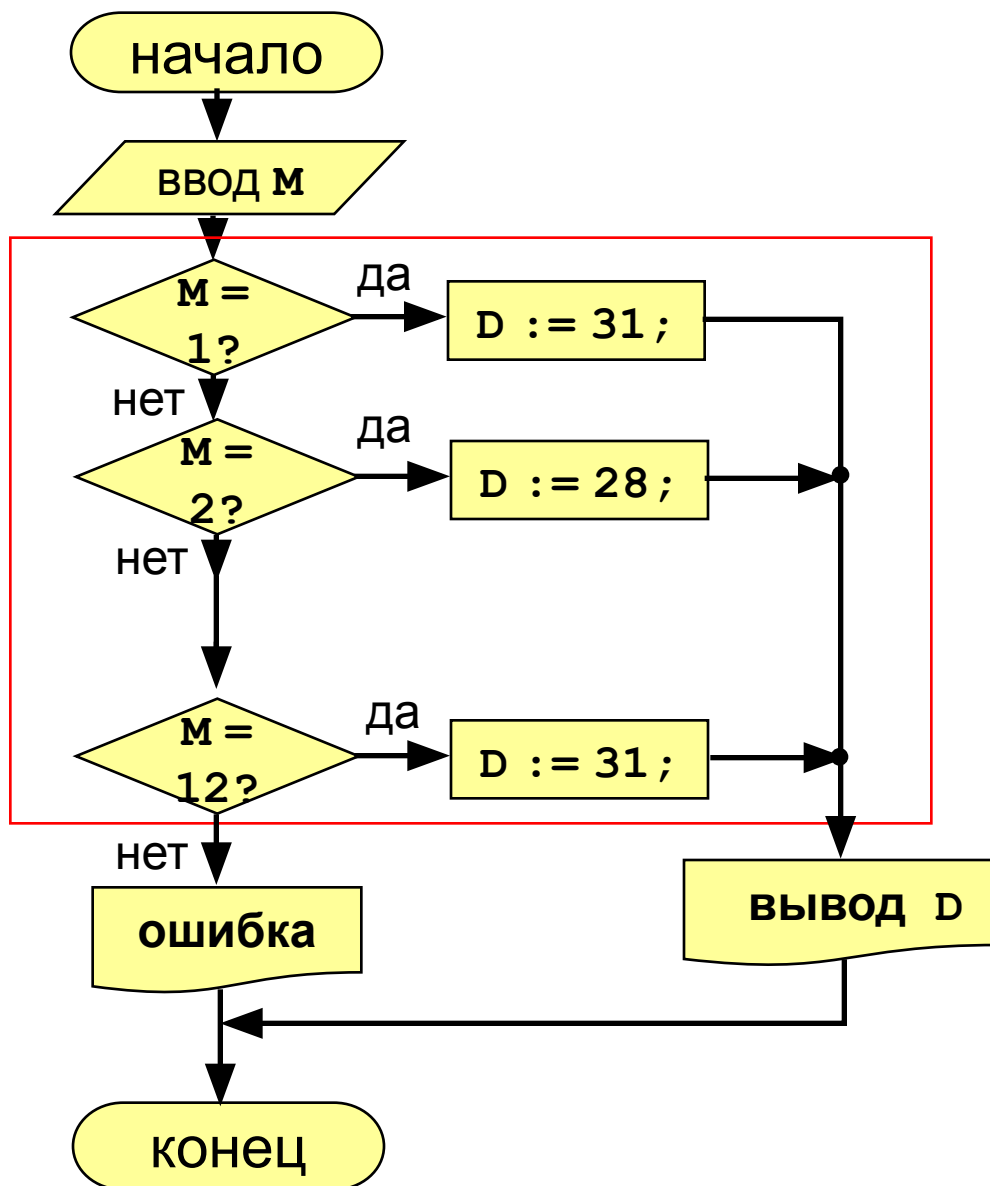 начало
ввод M
M =
1?
да
D := 31;
нет
M =
2?
да
D := 28;
нет
M =
12?
да
D := 31;
нет
ошибка
вывод D
конец